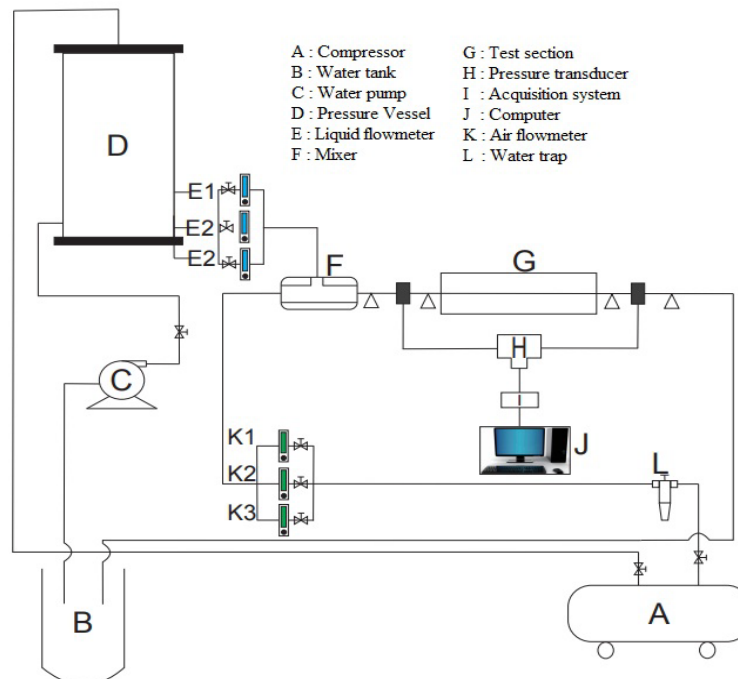 A : Compressor
B : Water tank
C : Water pump
D : Pressure Vessel
E : Liquid flowmeter
F : Mixer
G : Test section
H : Pressure transducer
I : Acquisition system
J : Computer
K : Air flowmeter
L : Water trap
D
E1
E2
E2
F
G
H
I
J
C
K1
K2
K3
L
B
A